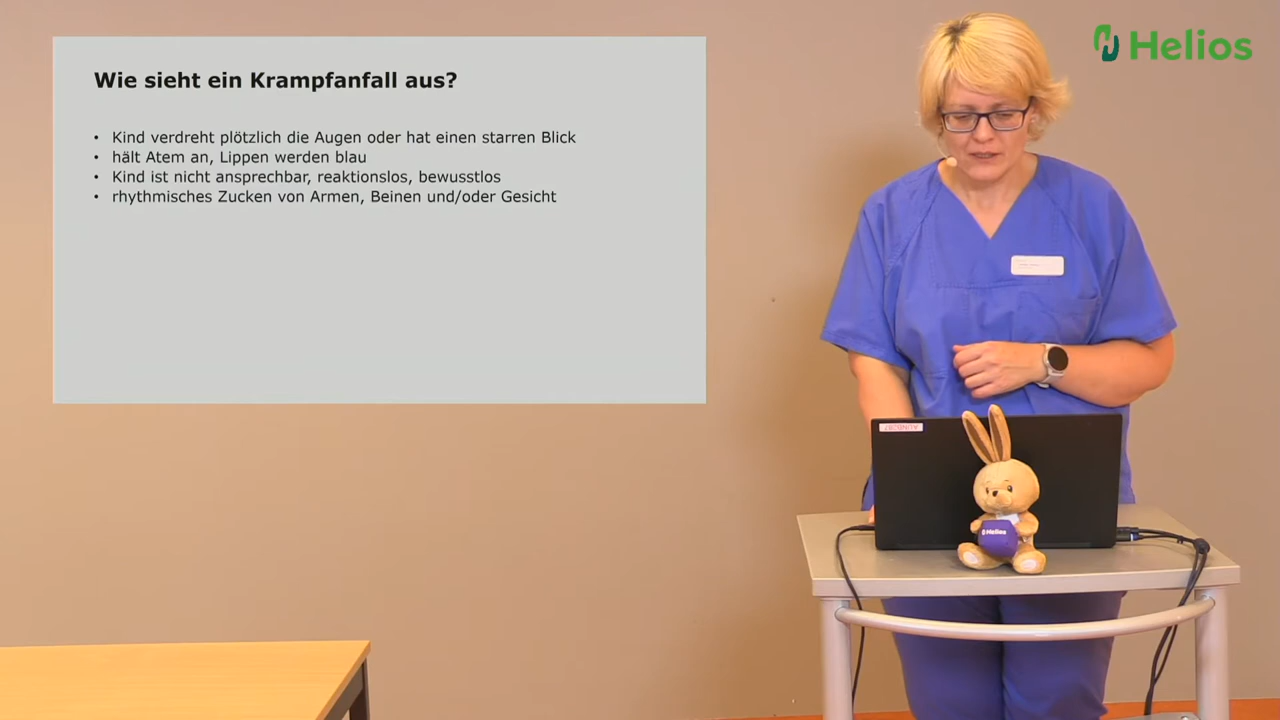 Wie sieht ein Krampfanfall aus?
• Kind verdreht plötzlich die Augen oder hat einen starren Blick
• hält Atem an, Lippen werden blau
• Kind ist nicht ansprechbar, reaktionslos, bewusstlos
• rhythmisches Zucken von Armen, Beinen und/oder Gesicht
Helios
Helios